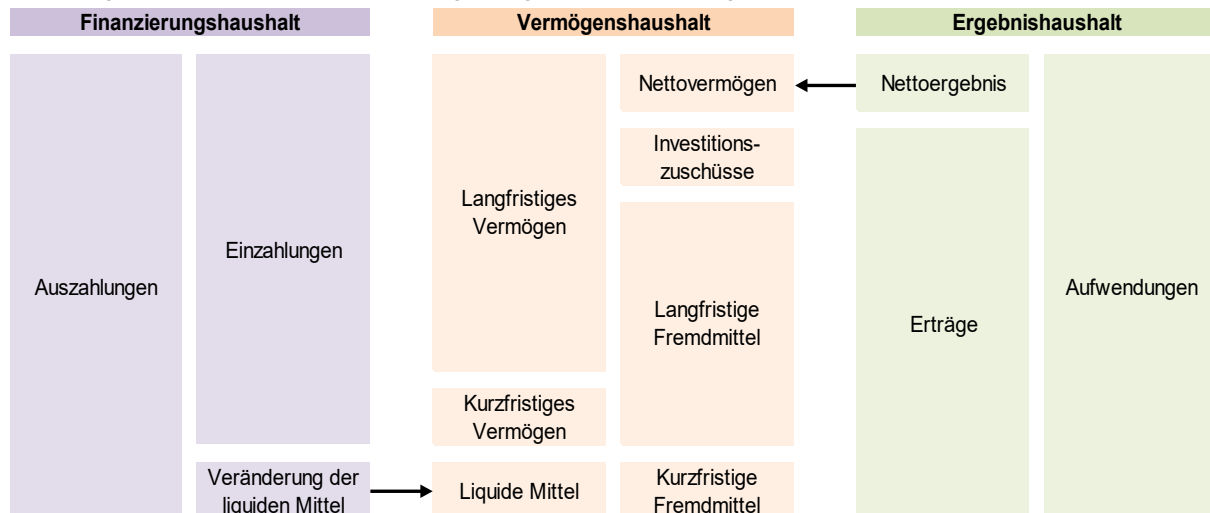 Finanzierungshaushalt
Auszahlungen
Einzahlungen
Veränderung der
liquiden Mittel
Vermögenshaushalt
Langfristiges
Vermögen
Kurzfristiges
Vermögen
Liquide Mittel
Nettovermögen
Investitions-
zuschüsse
Langfristige
Fremdmittel
Kurzfristige
Fremdmittel
Ergebnishaushalt
Nettoergebnis
Erträge
Aufwendungen